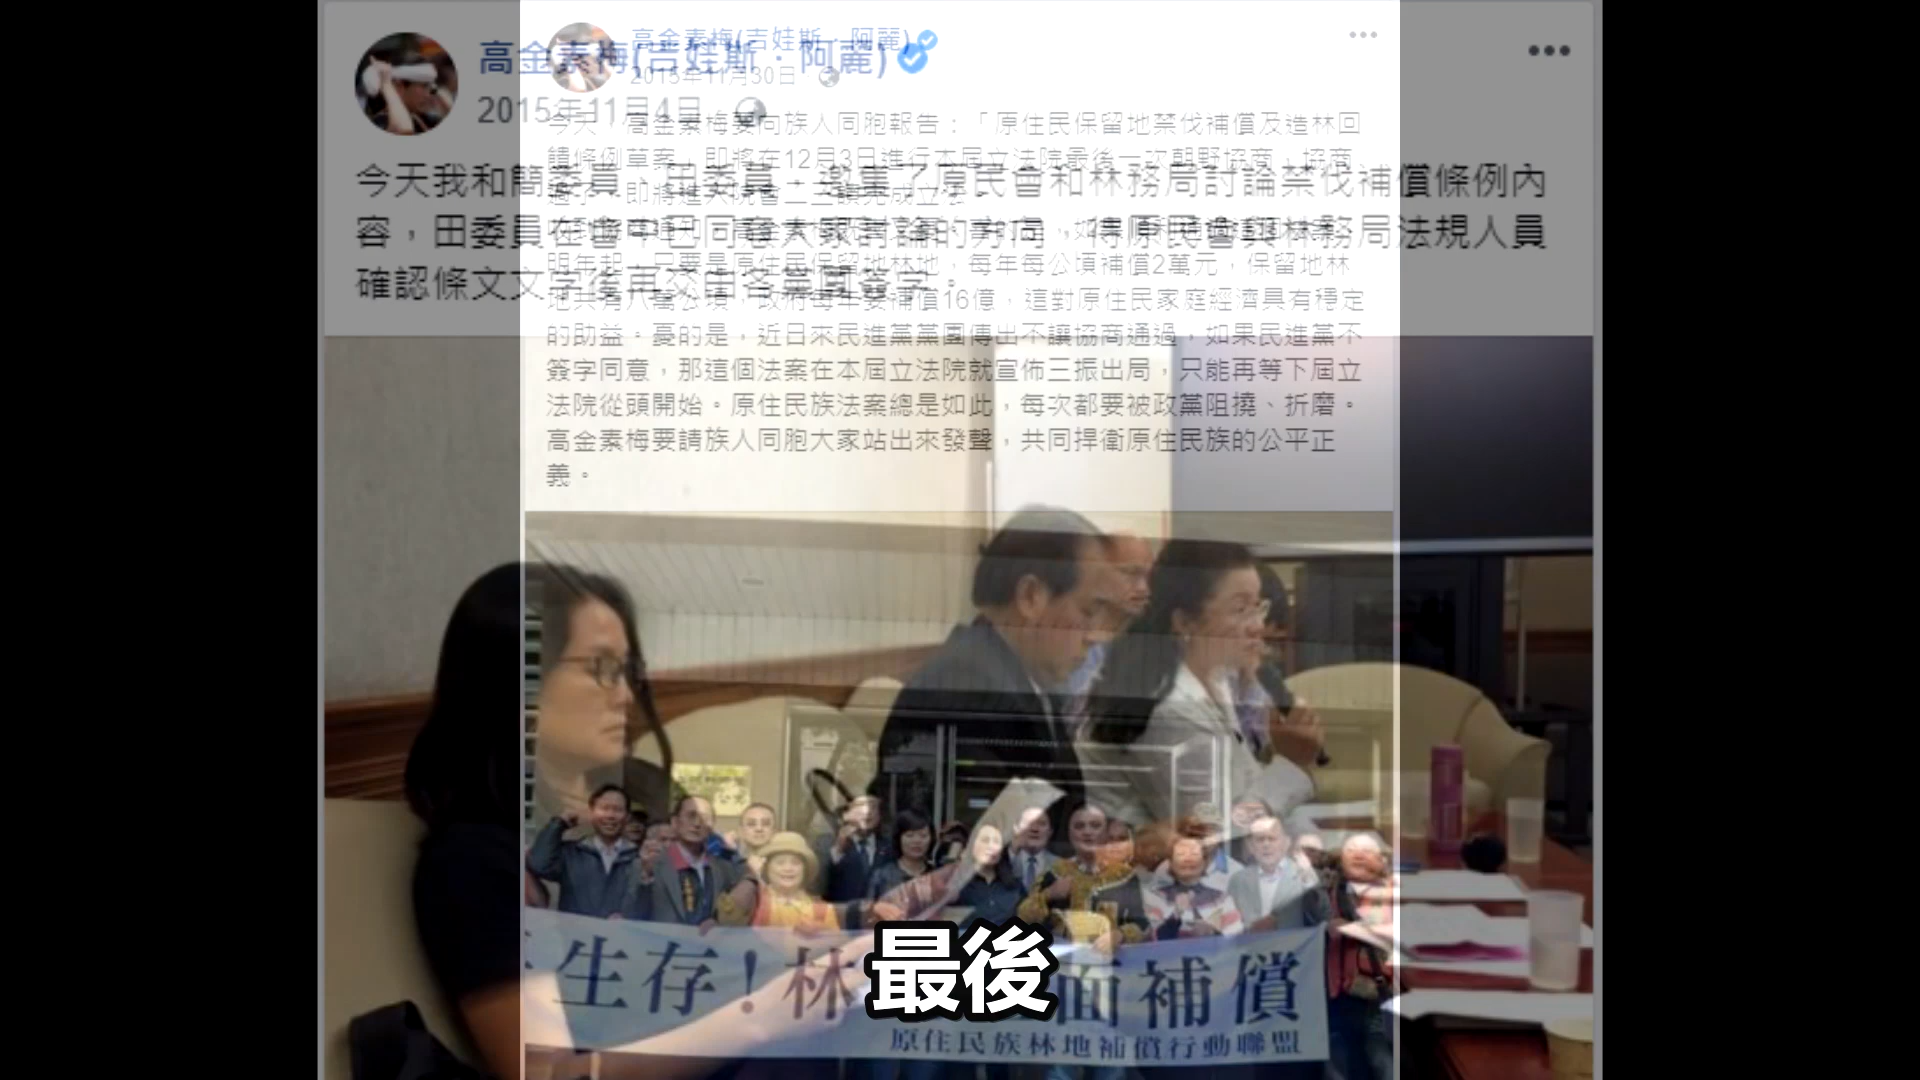 高金素梅(吉娃斯·阿麗)
2015年11月4日
今天我和簡委員、田委員，邀集了原民會和林務局討論禁伐補償條例內
容，田委員在會中已同意大家討論的方向，待原民會與林務局法規人員
確認條文文字後再交由各黨團簽字。
高金素梅(吉娃斯·阿麗)
2015年11月30日
今天，高金素梅要向族人同胞報告：「原住民保留地禁伐補償及造林回
饋條例草案」即將在12月3日進行本屆立法院最後一次朝野協商，協商
即將進入院會二三讀完成立法
明年起，只要是原住民保留地林地，每年每公頃補償2萬元，保留地林
地共有八萬公頃，政府每年要補償16億，這對原住民家庭經濟具有穩定
的助益。憂的是，近日來民進黨黨團傳出不讓協商通過，如果民進黨不
簽字同意，那這個法案在本屆立法院就宣佈三振出局，只能再等下屆立
法院從頭開始。原住民族法案總是如此，每次都要被政黨阻撓、折磨。
高金素梅要請族人同胞大家站出來發聲，共同捍衛原住民族的公平正
義。
生存！林 面補償
原住民族林地補償行動聯盟
最後